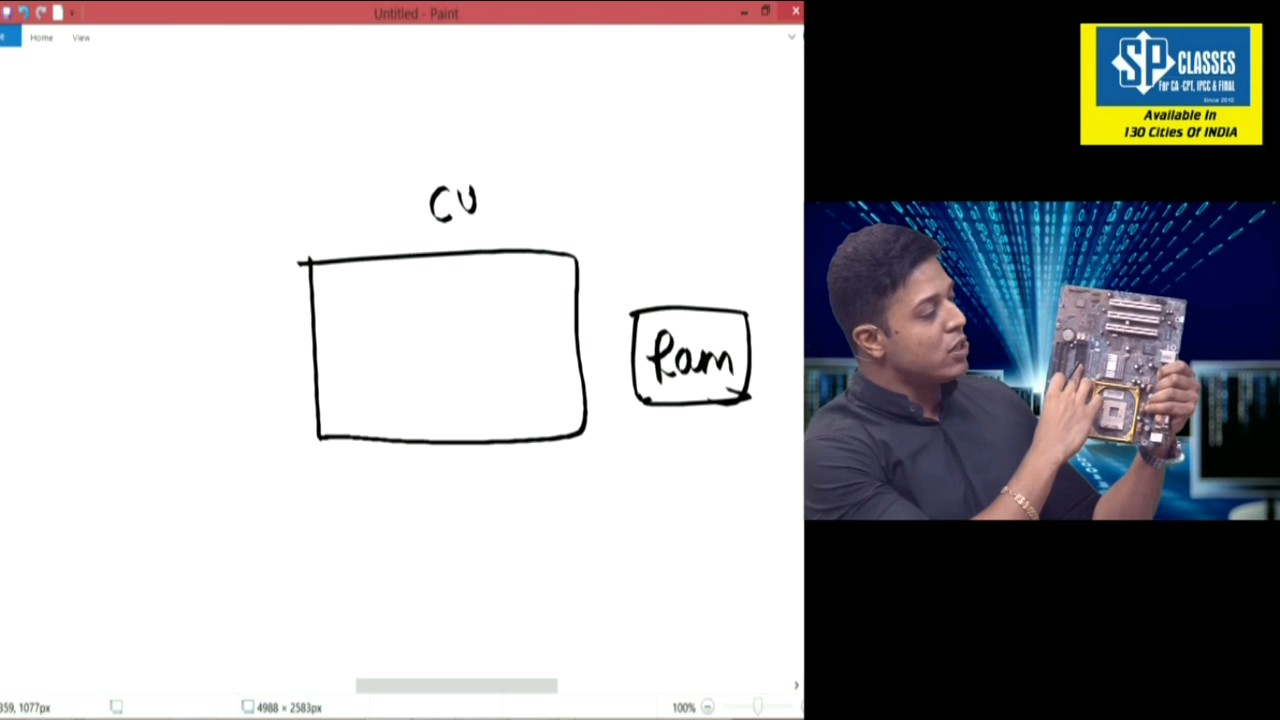 Untitled - Paint
Home
View
SP CLASSES
For CA -CPT, IPCC & FINAL
Since 2010
Available In
130 Cities Of INDIA
CU
Ram
359, 1077px
4988 × 2583px
100%